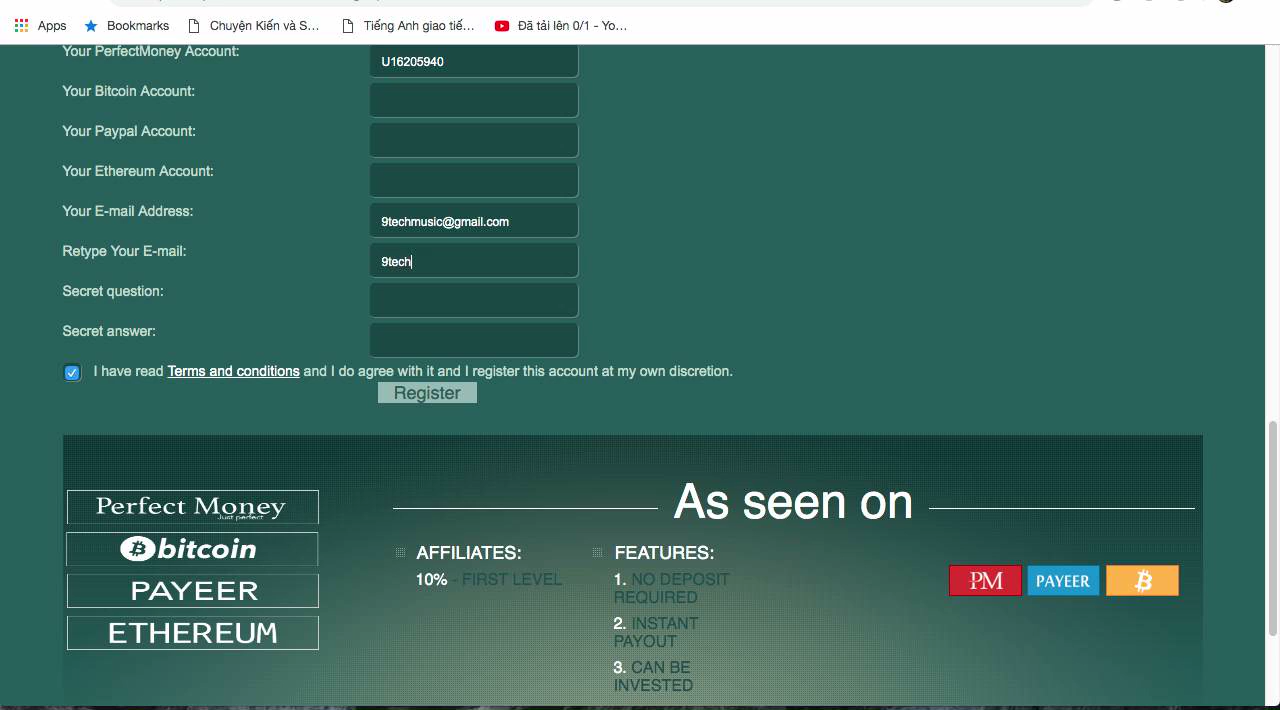 Apps Bookmarks Chuyện Kiến và S... Tiếng Anh giao tiế... Đã tải lên 0/1 - Yo...
Your PerfectMoney Account: U16205940
Your Bitcoin Account:
Your Paypal Account:
Your Ethereum Account:
Your E-mail Address: 9techmusic@gmail.com
Retype Your E-mail: 9tech
Secret question:
Secret answer:
I have read Terms and conditions and I do agree with it and I register this account at my own discretion.
Register
Perfect Money
Just perfect
bitcoin
PAYEER
ETHEREUM
As seen on
AFFILIATES:
10% - FIRST LEVEL
FEATURES:
1. NO DEPOSIT
REQUIRED
2. INSTANT
PAYOUT
3. CAN BE
INVESTED
PM PAYEER